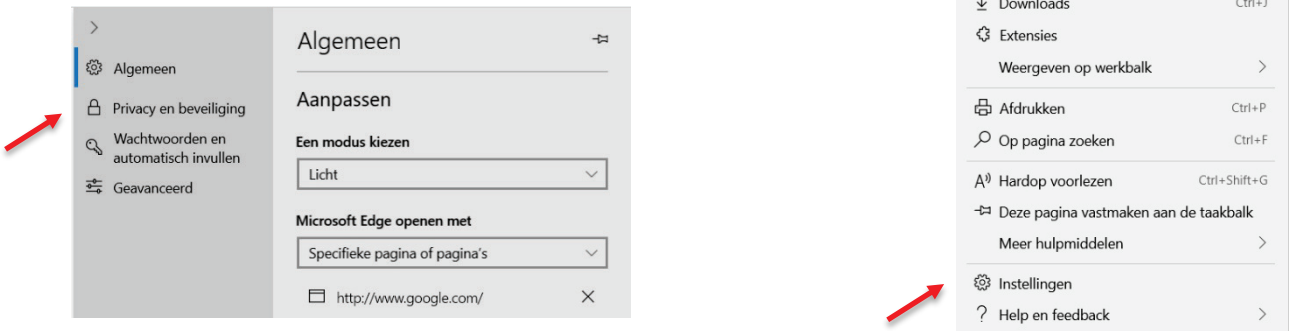 Algemeen
Privacy en beveiliging
Wachtwoorden en
automatisch invullen
Geavanceerd
Algemeen
Aanpassen
Een modus kiezen
Licht
Microsoft Edge openen met
Specifieke pagina of pagina's
http://www.google.com/
Downloads Ctrl+J
Extensies
Weergeven op werkbalk
Afdrukken Ctrl+P
Op pagina zoeken Ctrl+F
Hardop voorlezen Ctrl+Shift+G
Deze pagina vastmaken aan de taakbalk
Meer hulpmiddelen
Instellingen
Help en feedback